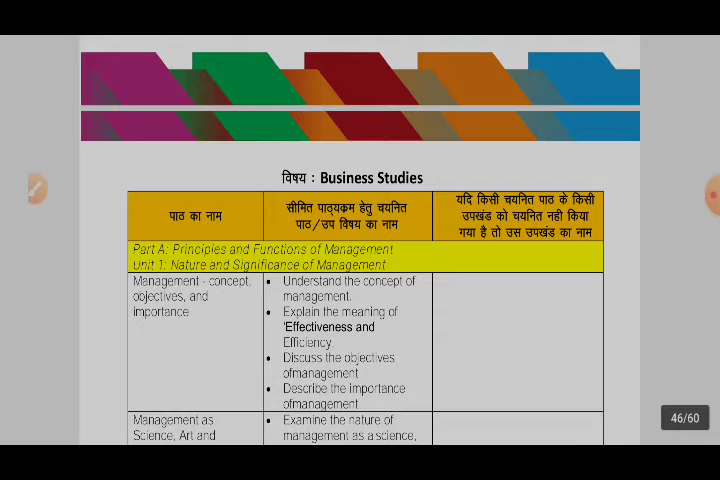 विषय : Business Studies
पाठ का नाम
सीमित पाठ्यक्रम हेतु चयनित
पाठ/उप विषय का नाम
यदि किसी चयनित पाठ के किसी
उपखंड को चयनित नही किया
गया है तो उस उपखंड का नाम
Part A: Principles and Functions of Management
Unit 1: Nature and Significance of Management
Management - concept,
objectives, and
importance
• Understand the concept of
management.
• Explain the meaning of
'Effectiveness and
Efficiency.
• Discuss the objectives
ofmanagement
• Describe the importance
ofmanagement
Management as
Science, Art and
• Examine the nature of
management as a science,
46/60